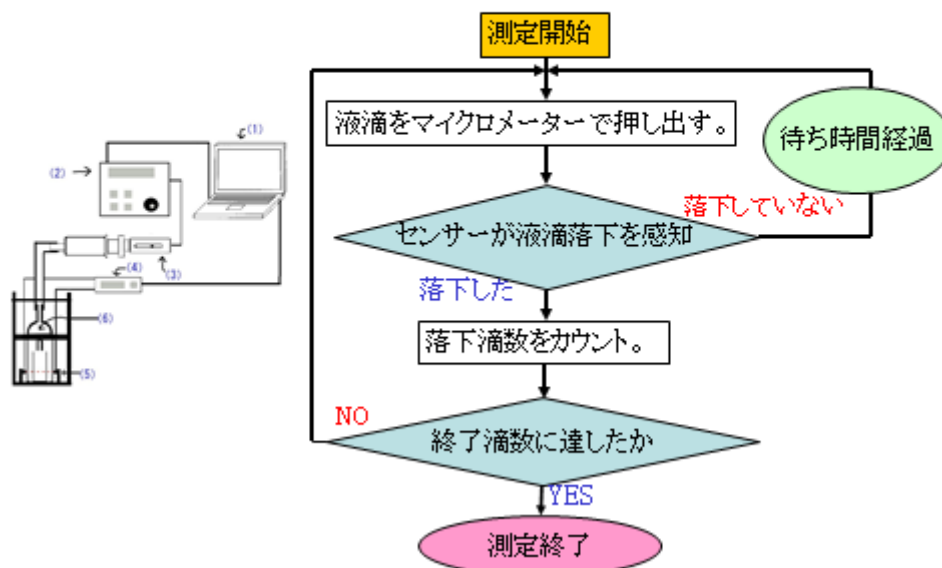 測定開始
液滴をマイクロメーターで押し出す。
待ち時間経過
落下していない
センサーが液滴落下を感知
落下した
落下滴数をカウント。
NO
終了滴数に達したか
YES
測定終了
(1)
(2)
(3)
(4)
(6)
(5)